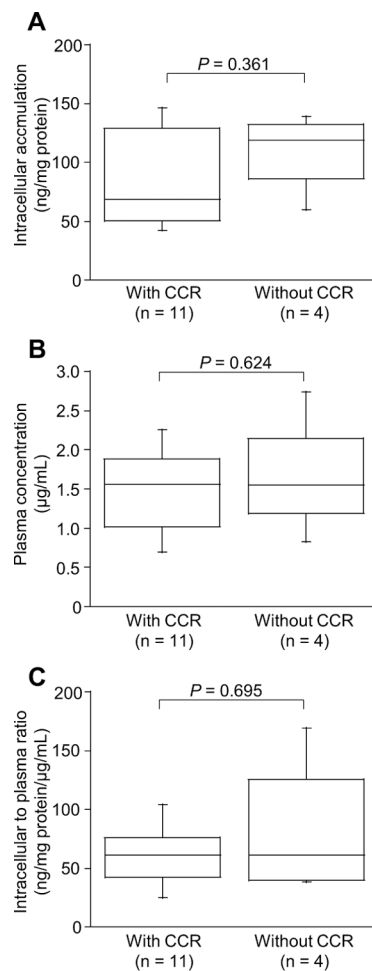 A
Intracellular accmulation
(ng/mg protein)
200
150
100
50
0
P = 0.361
With CCR
(n = 11)
Without CCR
(n = 4)
B
Plasma concentration
(µg/mL)
3.0
2.5
2.0
1.5
1.0
0.5
0
P = 0.624
With CCR
(n = 11)
Without CCR
(n = 4)
C
Intracellular to plasma ratio
(ng/mg protein/µg/mL)
200
150
100
50
0
P = 0.695
With CCR
(n = 11)
Without CCR
(n = 4)